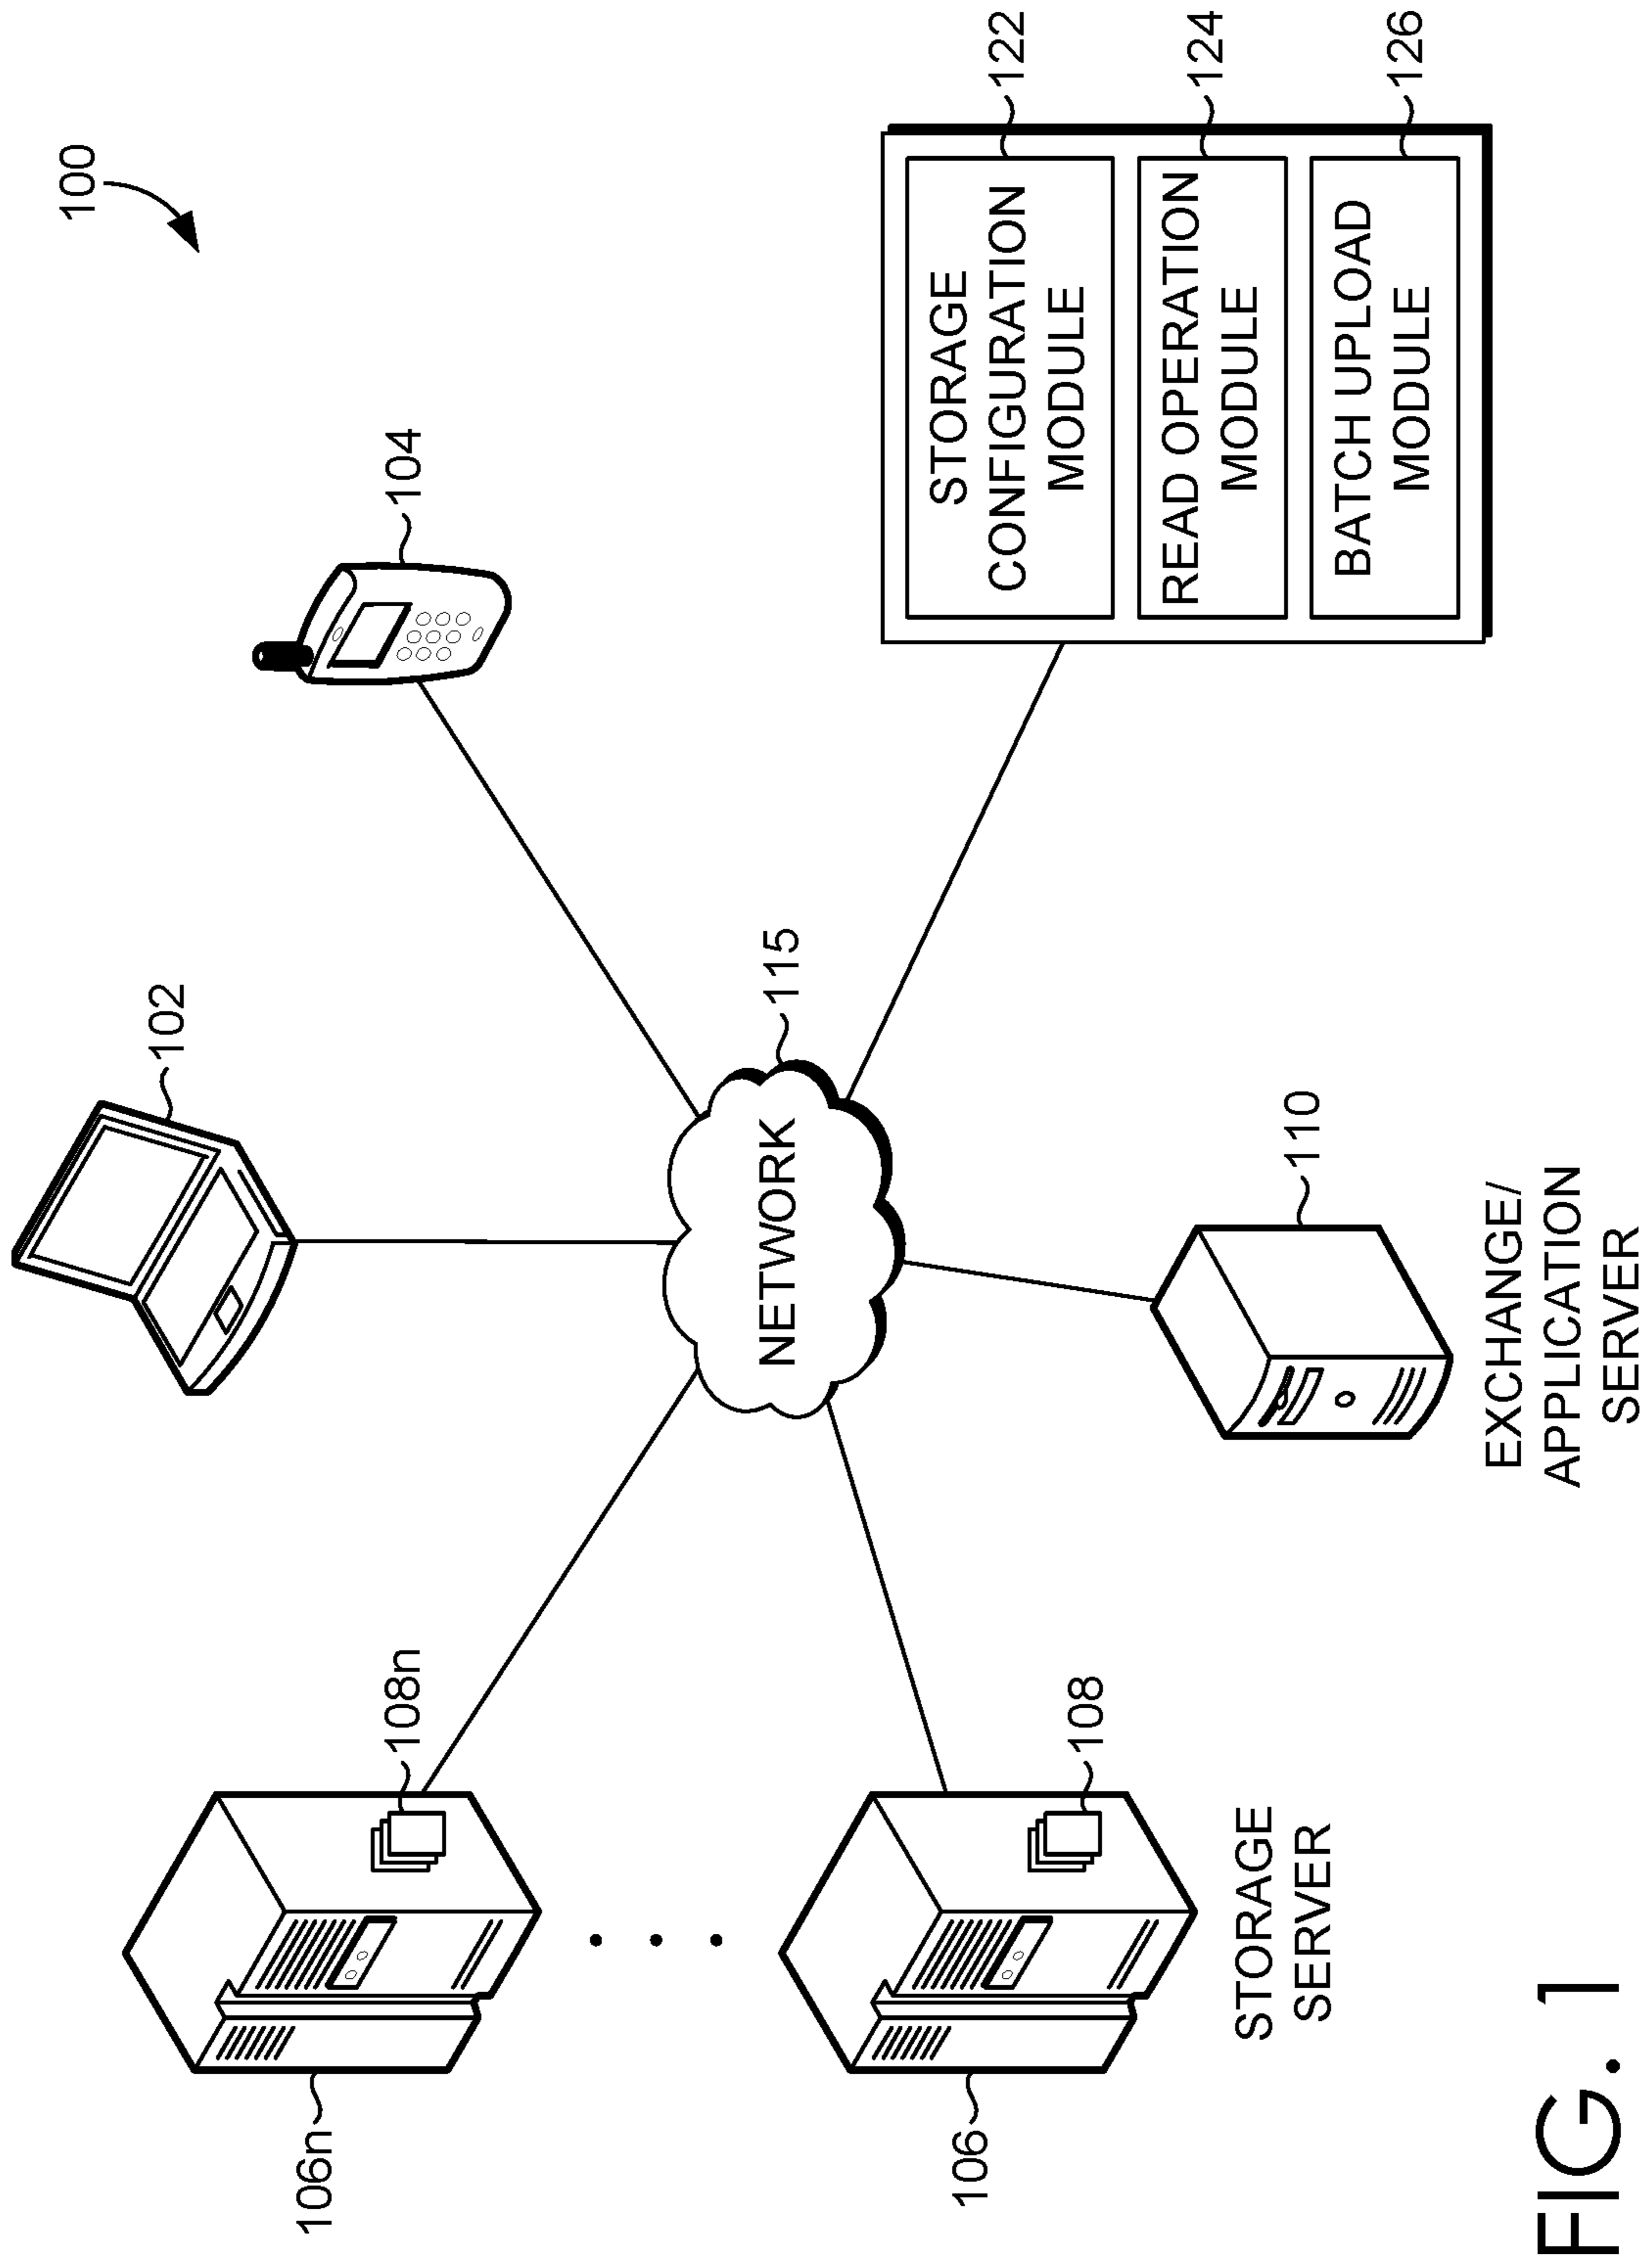 100
102
104
106n
108n
NETWORK
115
106
108
STORAGE
SERVER
110
EXCHANGE/
APPLICATION
SERVER
STORAGE
CONFIGURATION
MODULE
122
READ OPERATION
MODULE
124
BATCH UPLOAD
MODULE
126
FIG. 1